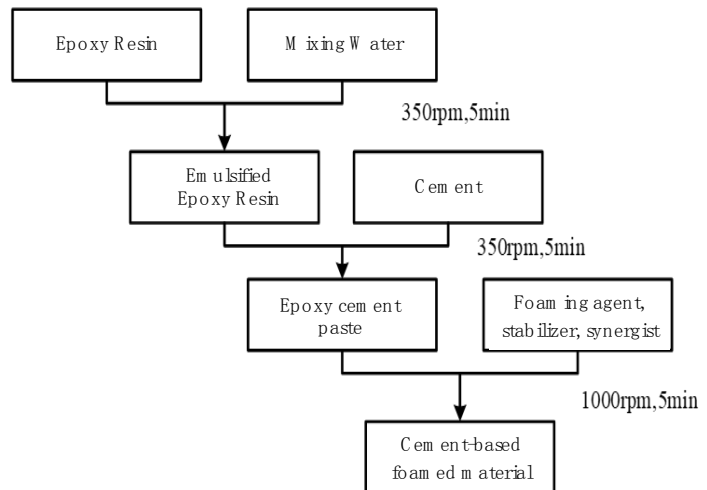 Epoxy Resin
Mixing Water
350rpm,5min
Emulsified
Epoxy Resin
Cement
350rpm,5min
Epoxy cement
paste
Foaming agent,
stabilizer, synergist
1000rpm,5min
Cement-based
foamed material